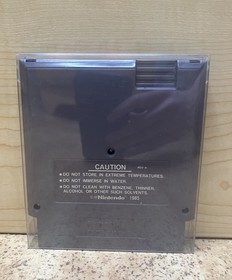 CAUTION
•DO NOT STORE IN EXTREME TEMPERATURES.
•DO NOT IMMERSE IN WATER.
•DO NOT CLEAN WITH BENZENE, THINNER,
ALCOHOL OR OTHER SUCH SOLVENTS.
©Nintendo 1985